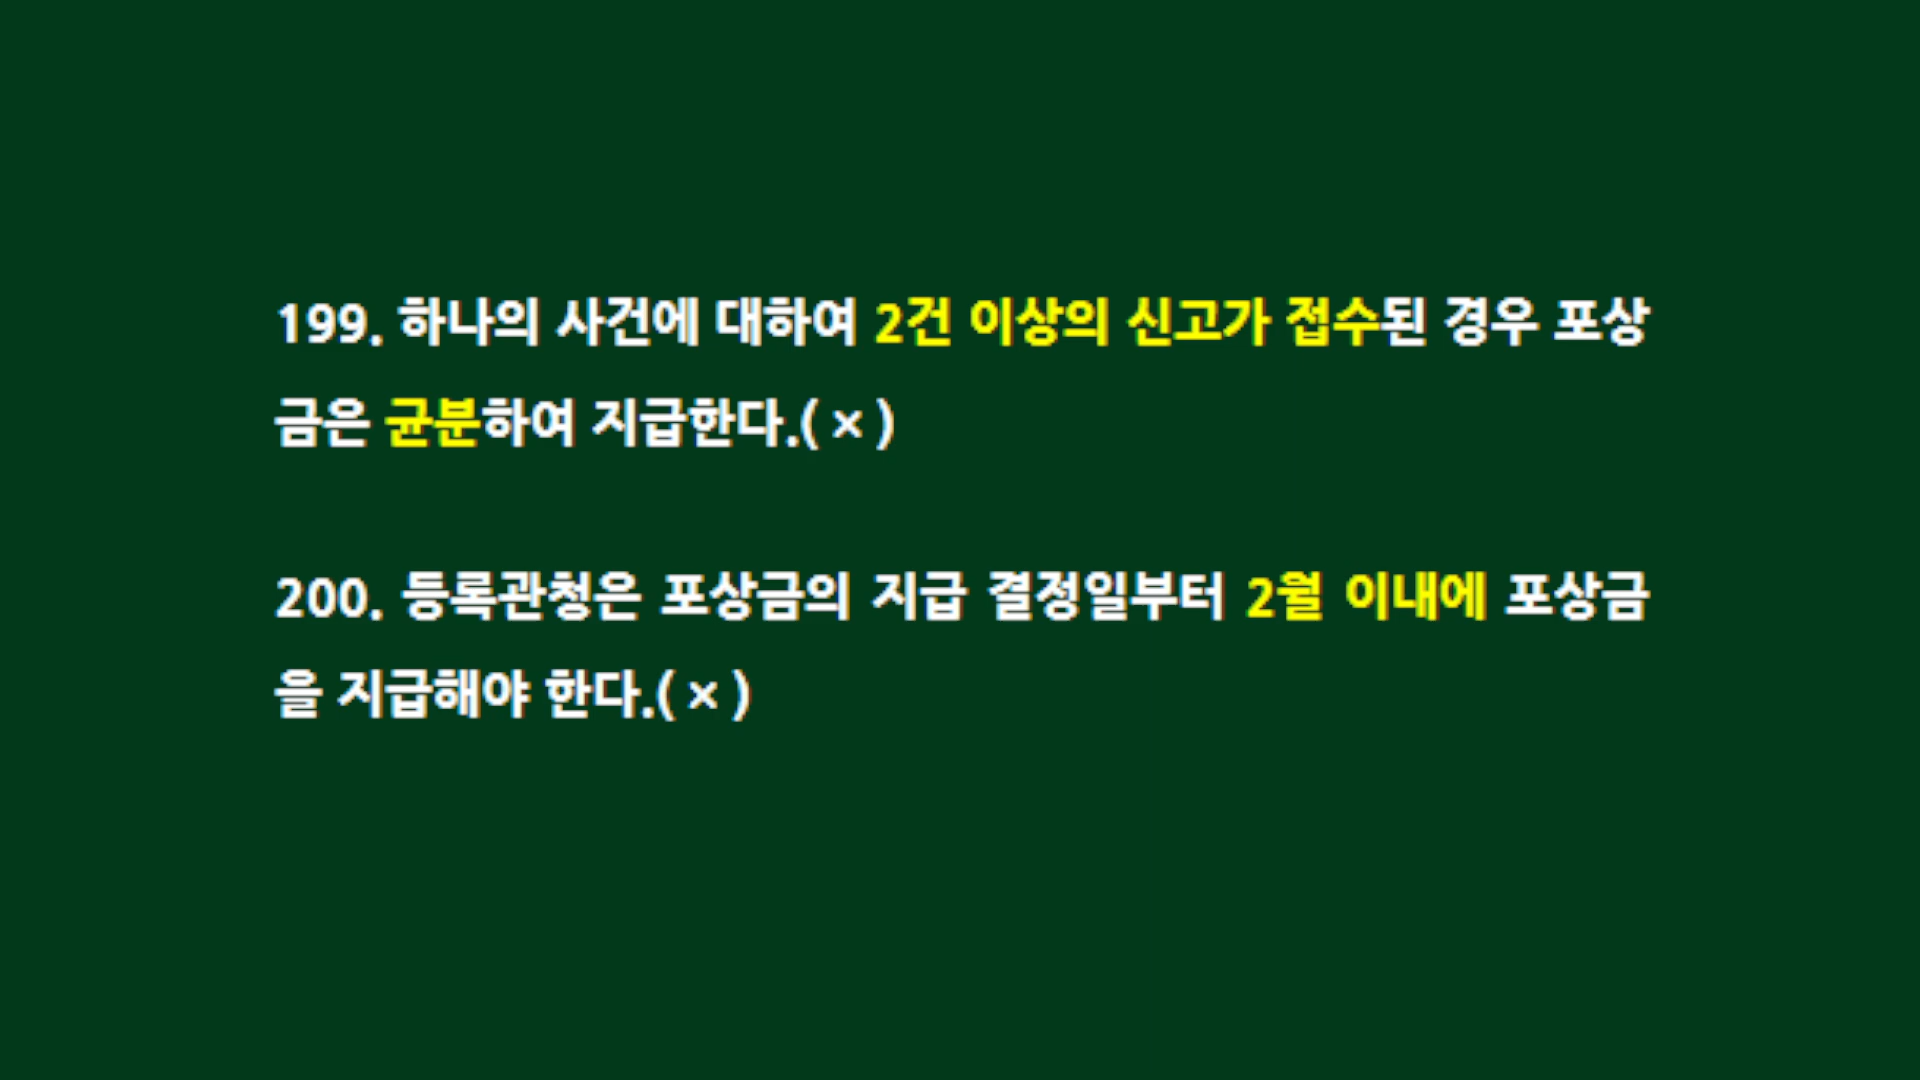 199. 하나의 사건에 대하여 2건 이상의 신고가 접수된 경우 포상
금은 균분하여 지급한다.( × )
200. 등록관청은 포상금의 지급 결정일부터 2월 이내에 포상금
을 지급해야 한다.( × )